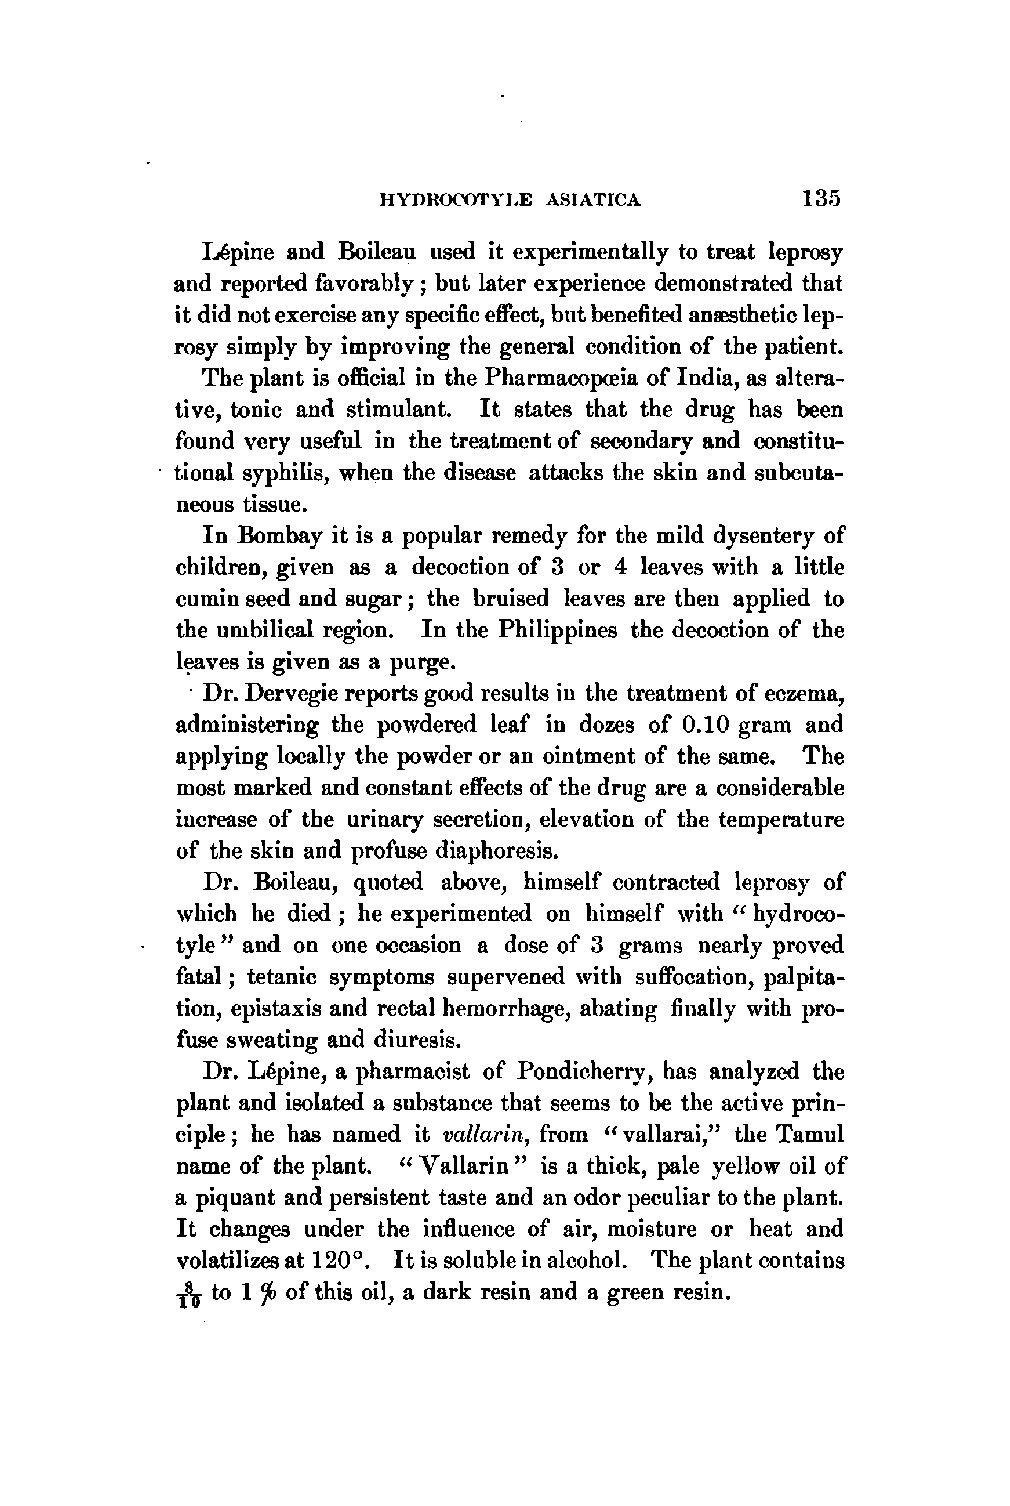 HYDROCOTYLE ASIATICA 135
Lépine and Boileau used it experimentally to treat leprosy
and reported favorably; but later experience demonstrated that
it did not exercise any specific effect, but benefited anæsthetic lep-
rosy simply by improving the general condition of the patient.
The plant is official in the Pharmacopœia of India, as altera-
tive, tonic and stimulant. It states that the drug has been
found very useful in the treatment of secondary and constitu-
tional syphilis, when the disease attacks the skin and subcuta-
neous tissue.
In Bombay it is a popular remedy for the mild dysentery of
children, given as a decoction of 3 or 4 leaves with a little
cumin seed and sugar; the bruised leaves are then applied to
the umbilical region. In the Philippines the decoction of the
leaves is given as a purge.
Dr. Dervegie reports good results in the treatment of eczema,
administering the powdered leaf in dozes of 0.10 gram and
applying locally the powder or an ointment of the same. The
most marked and constant effects of the drug are a considerable
increase of the urinary secretion, elevation of the temperature
of the skin and profuse diaphoresis.
Dr. Boileau, quoted above, himself contracted leprosy of
which he died; he experimented on himself with "hydroco-
tyle" and on one occasion a dose of 3 grams nearly proved
fatal; tetanic symptoms supervened with suffocation, palpita-
tion, epistaxis and rectal hemorrhage, abating finally with pro-
fuse sweating and diuresis.
Dr. Lépine, a pharmacist of Pondicherry, has analyzed the
plant and isolated a substance that seems to be the active prin-
ciple; he has named it vallarin, from "vallarai," the Tamul
name of the plant. "Vallarin" is a thick, pale yellow oil of
a piquant and persistent taste and an odor peculiar to the plant.
It changes under the influence of air, moisture or heat and
volatilizes at 120°. It is soluble in alcohol. The plant contains
8/10 to 1 % of this oil, a dark resin and a green resin.